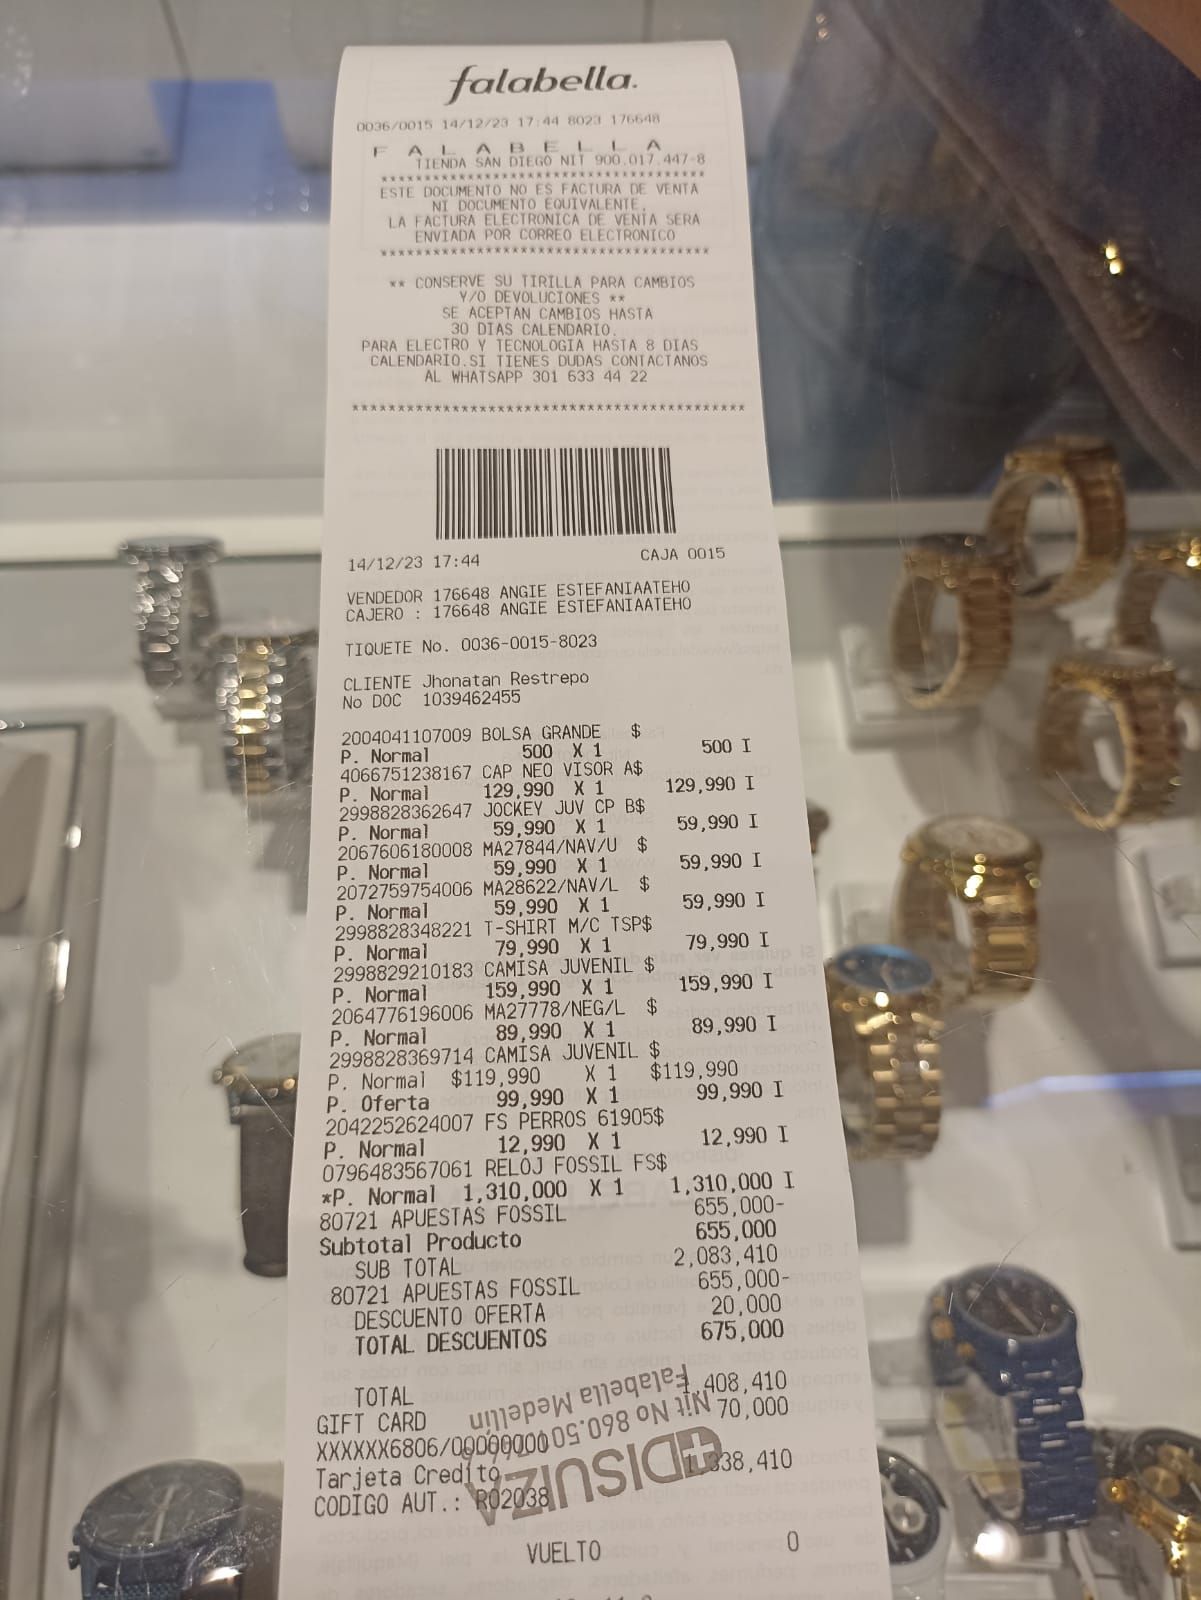 falabella.
0036/0015 14/12/23 17:44 8023 176648
F A L A B E L L A
TIENDA SAN DIEGO NIT 900.017.447-8
***************************************
ESTE DOCUMENTO NO ES FACTURA DE VENTA
NI DOCUMENTO EQUIVALENTE,
LA FACTURA ELECTRONICA DE VENTA SERA
ENVIADA POR CORREO ELECTRONICO
***************************************
** CONSERVE SU TIRILLA PARA CAMBIOS
Y/O DEVOLUCIONES **
SE ACEPTAN CAMBIOS HASTA
30 DIAS CALENDARIO.
PARA ELECTRO Y TECNOLOGIA HASTA 8 DIAS
CALENDARIO.SI TIENES DUDAS CONTACTANOS
AL WHATSAPP 301 633 44 22
*******************************************
14/12/23 17:44 CAJA 0015
VENDEDOR 176648 ANGIE ESTEFANIAATEHO
CAJERO : 176648 ANGIE ESTEFANIAATEHO
TIQUETE No. 0036-0015-8023
CLIENTE Jhonatan Restrepo
No DOC 1039462455
2004041107009 BOLSA GRANDE $
P. Normal 500 X 1 500 I
4066751238167 CAP NEO VISOR A$
P. Normal 129,990 X 1 129,990 I
2998828362647 JOCKEY JUV CP B$
P. Normal 59,990 X 1 59,990 I
2067606180008 MA27844/NAV/U $
P. Normal 59,990 X 1 59,990 I
2072759754006 MA28622/NAV/L $
P. Normal 59,990 X 1 59,990 I
2998828348221 T-SHIRT M/C TSP$
P. Normal 79,990 X 1 79,990 I
2998829210183 CAMISA JUVENIL $
P. Normal 159,990 X 1 159,990 I
2064776196006 MA27778/NEG/L $
P. Normal 89,990 X 1 89,990 I
2998828369714 CAMISA JUVENIL $
P. Normal $119,990 X 1 $119,990
P. Oferta 99,990 X 1 99,990 I
2042252624007 FS PERROS 61905$
P. Normal 12,990 X 1 12,990 I
0796483567061 RELOJ FOSSIL FS$
*P. Normal 1,310,000 X 1 1,310,000 I
80721 APUESTAS FOSSIL 655,000-
Subtotal Producto 655,000
SUB TOTAL 2,083,410
80721 APUESTAS FOSSIL 655,000-
DESCUENTO OFERTA 20,000
TOTAL DESCUENTOS 675,000
TOTAL 1,408,410
GIFT CARD 70,000
XXXXXX6806/00000000
Tarjeta Credito 1,338,410
CODIGO AUT.: R02038
VUELTO 0
DISUIZA
Nit No 860.50
Falabella Medellín